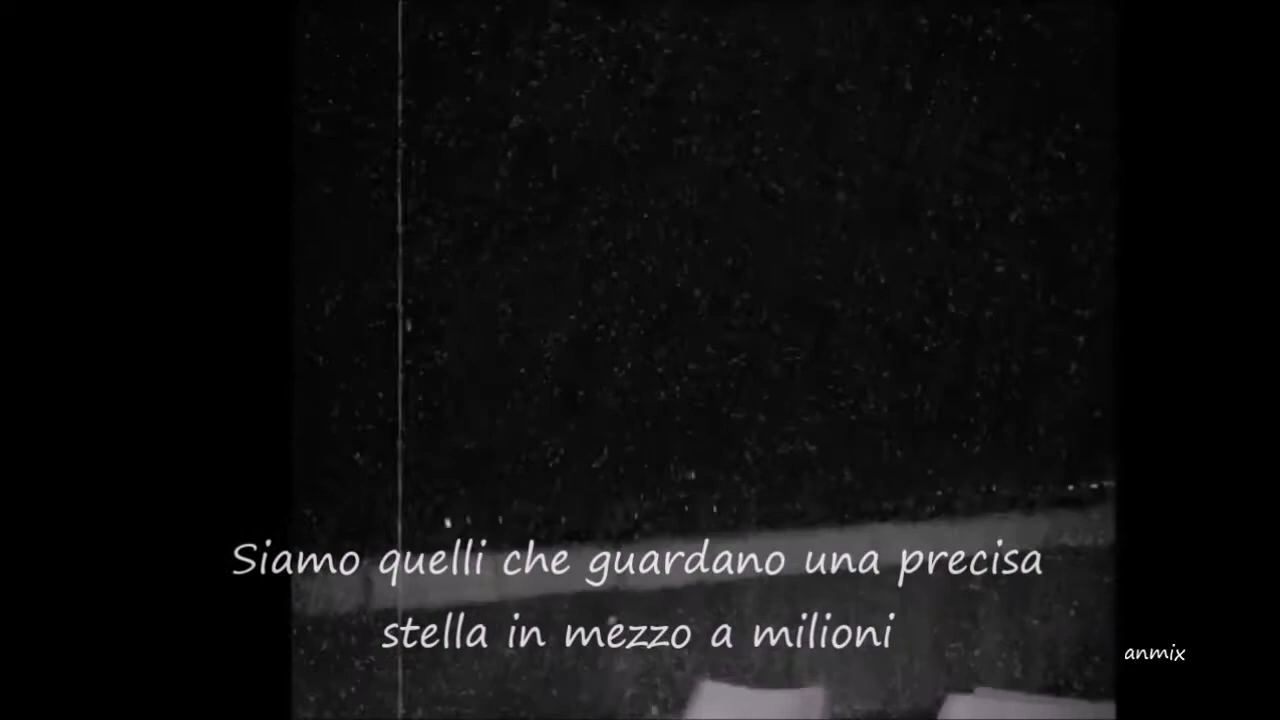 Siamo quelli che guardano una precisa
stella in mezzo a milioni
anmix